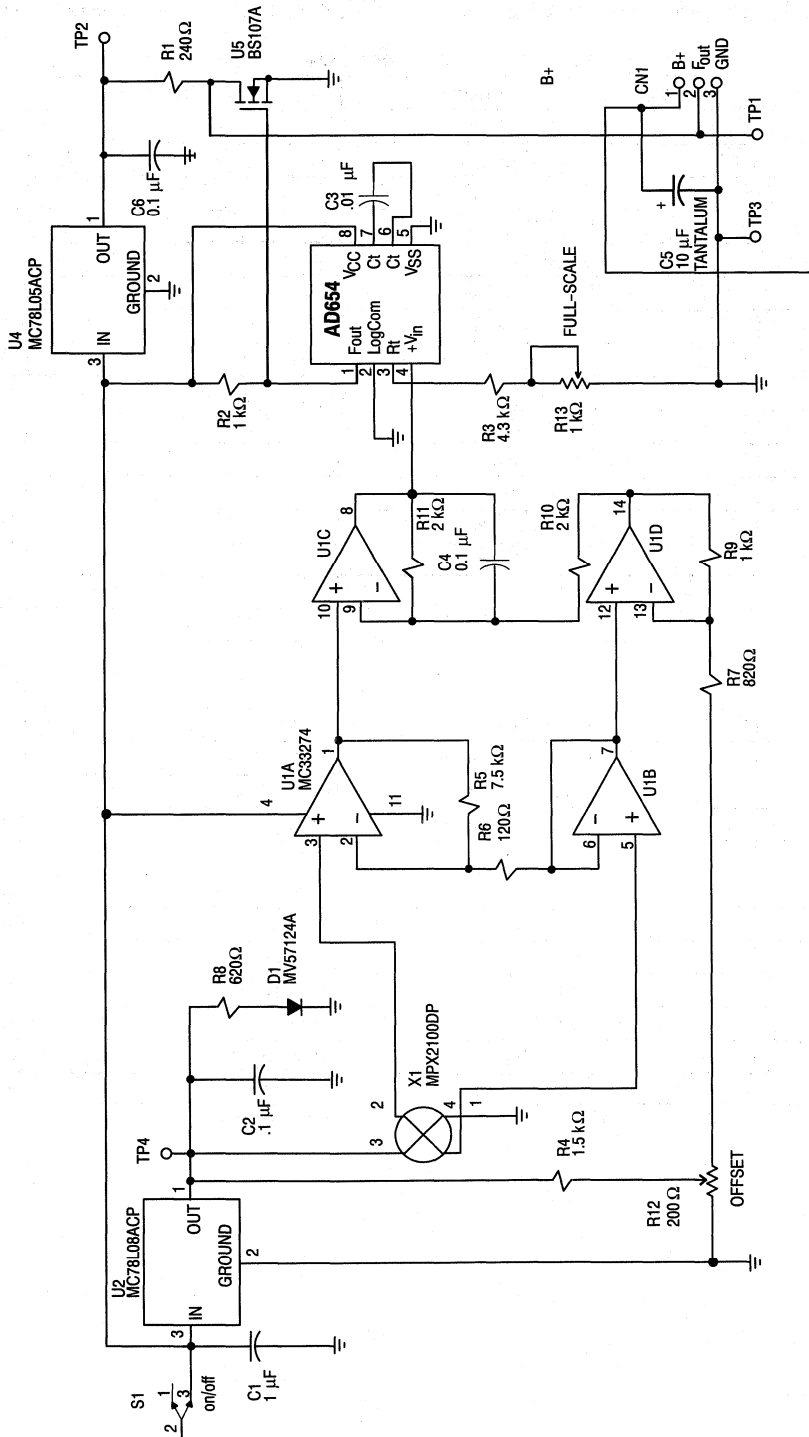 S1
1
2
3
on/off
C1
1 µF
U2
MC78L08ACP
3
IN
OUT
1
GROUND
2
TP4
C2
.1 µF
R8
620Ω
D1
MV57124A
X1
MPX2100DP
3
2
4
1
R4
1.5 kΩ
R12
200 Ω
OFFSET
U1A
MC33274
4
3
+
2
–
1
11
R5
7.5 kΩ
R6
120Ω
6
–
5
+
7
U1B
R7
820Ω
U1C
10
+
9
–
8
R11
2 kΩ
C4
0.1 µF
R10
2 kΩ
U1D
12
+
13
–
14
R9
1 kΩ
U4
MC78L05ACP
3
IN
OUT
1
GROUND
2
R2
1 kΩ
AD654
1
Fout
2
LogCom
3
Rt
4
+Vin
8
VCC
7
Ct
6
Ct
5
VSS
C3
.01 µF
R3
4.3 kΩ
R13
1 kΩ
FULL-SCALE
C6
0.1 µF
TP2
R1
240Ω
U5
BS107A
B+
CN1
1
B+
2
Fout
3
GND
+
C5
10 µF
TANTALUM
TP1
TP3